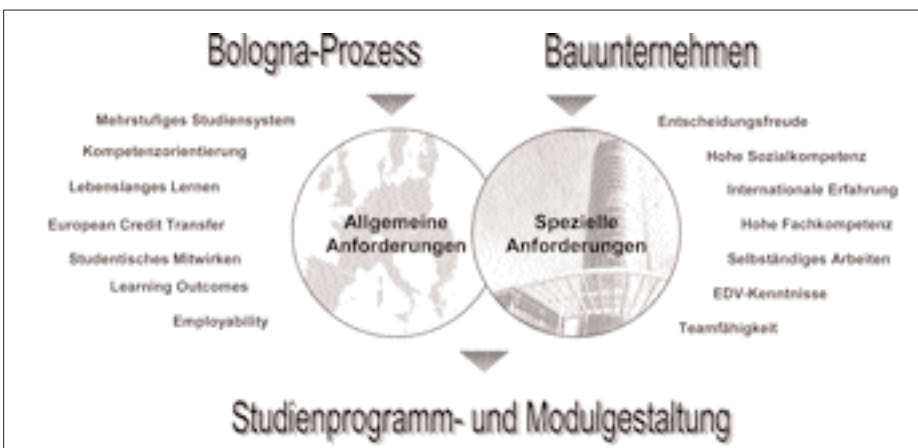 Bologna-Prozess
Bauunternehmen
Mehrstufiges Studiensystem
Kompetenzorientierung
Lebenslanges Lernen
European Credit Transfer
Studentisches Mitwirken
Learning Outcomes
Employability
Allgemeine
Anforderungen
Spezielle
Anforderungen
Entscheidungsfreude
Hohe Sozialkompetenz
Internationale Erfahrung
Hohe Fachkompetenz
Selbständiges Arbeiten
EDV-Kenntnisse
Teamfähigkeit
Studienprogramm- und Modulgestaltung